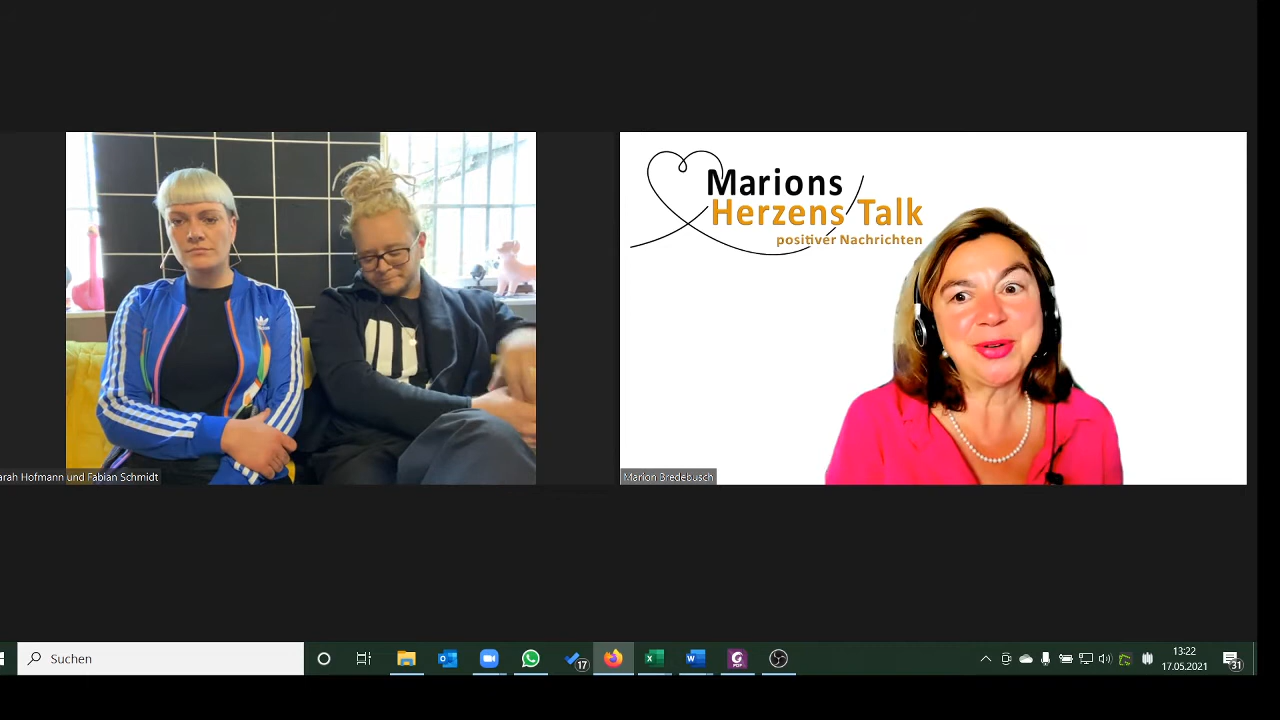 Marions
Herzens Talk
positiver Nachrichten
arah Hofmann und Fabian Schmidt
Marion Bredebusch
Suchen
17
13:22
17.05.2021
31